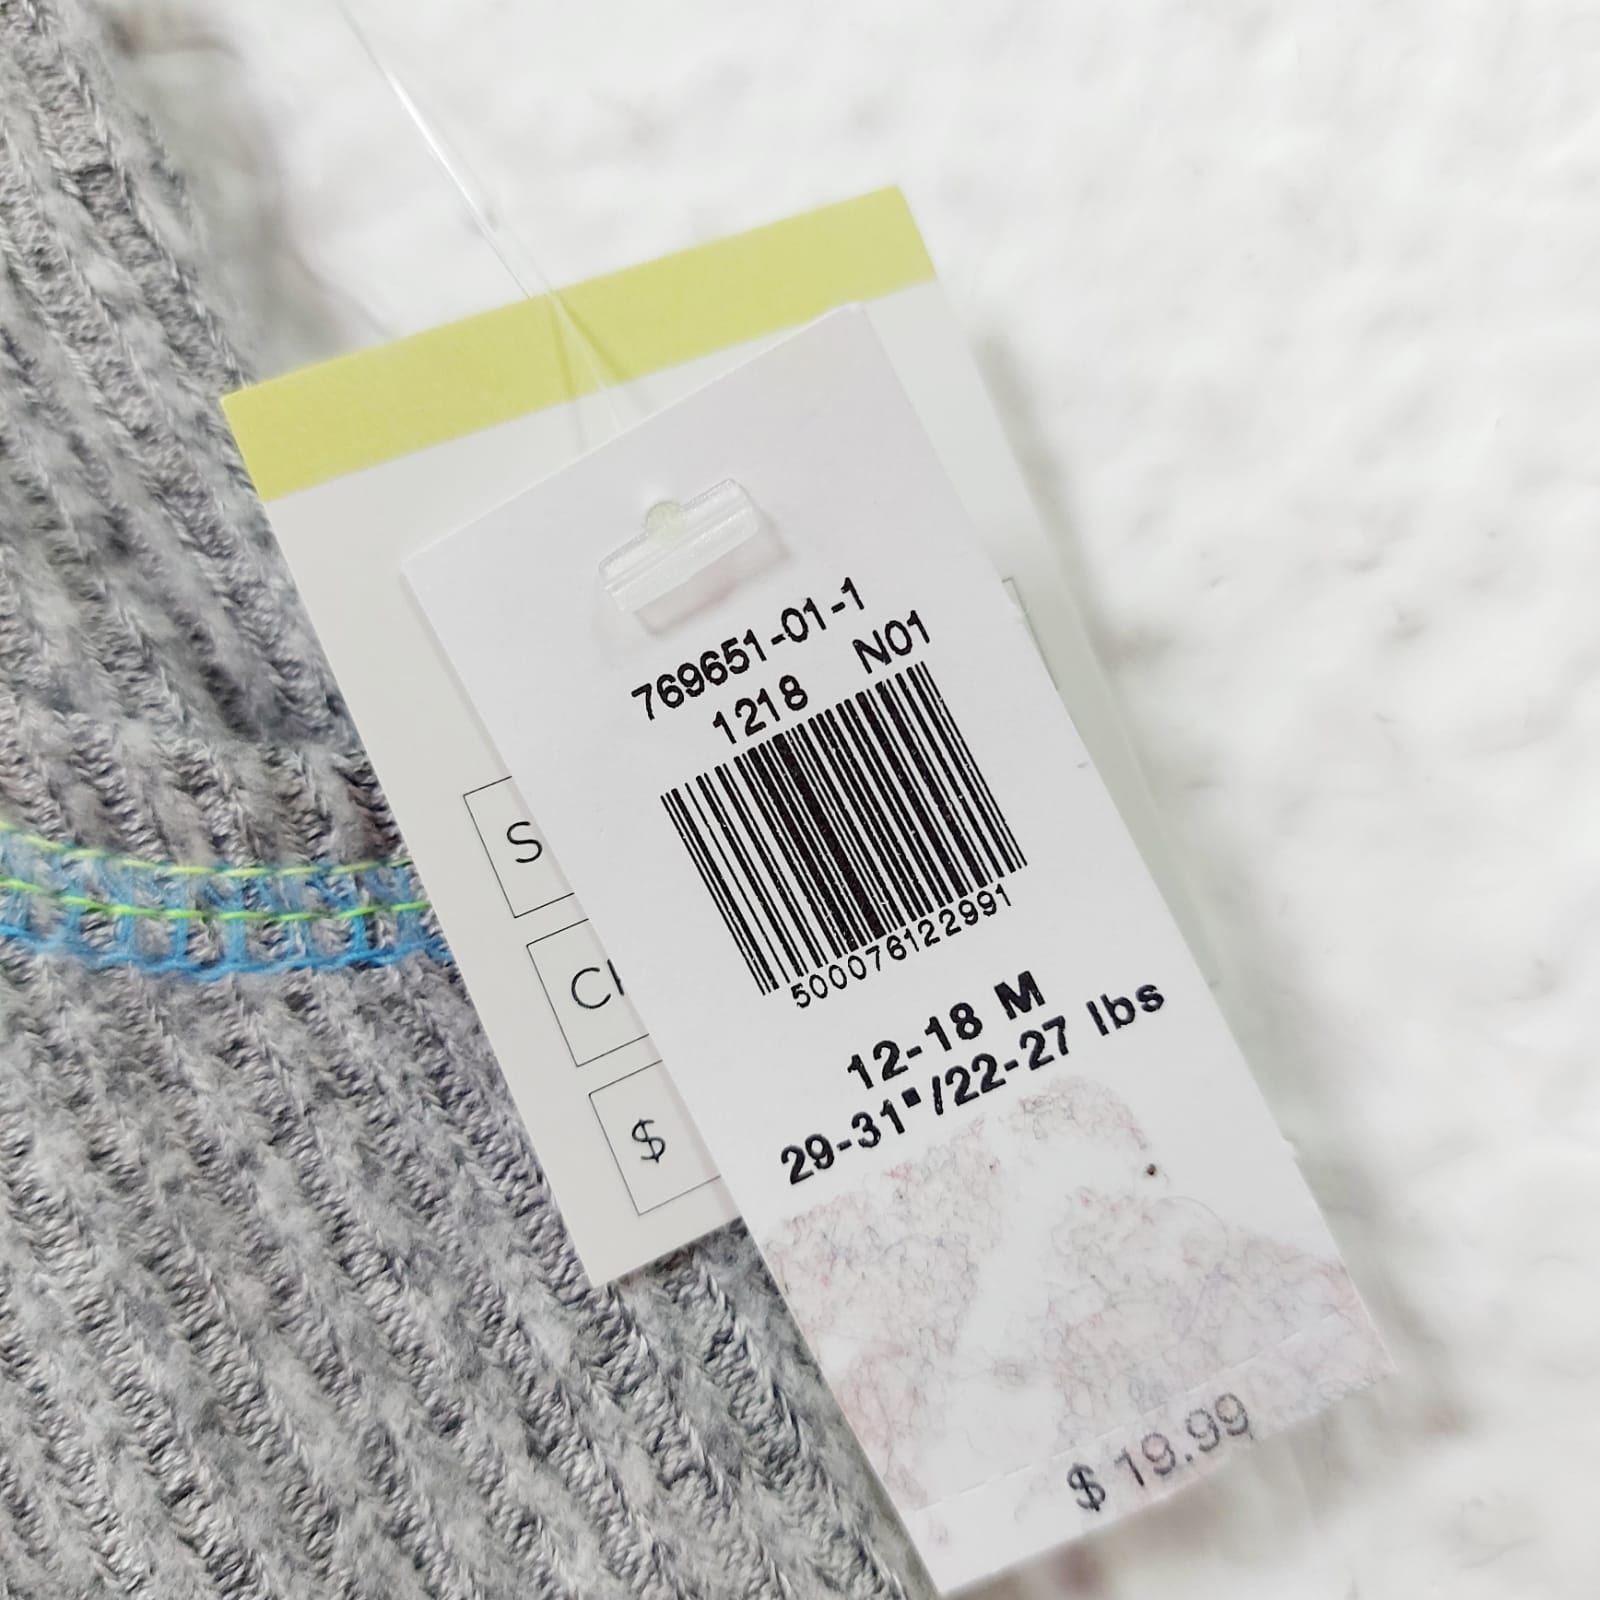 769651-01-1
1218 N01
500076122991
12-18 M
29-31"/22-27 lbs
$ 19.99
S
$